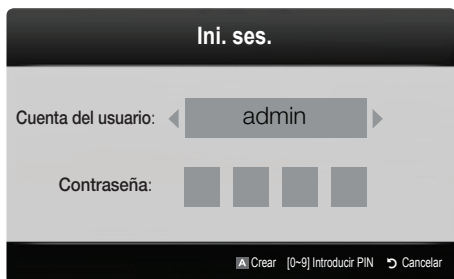 Ini. ses.
Cuenta del usuario: admin
Contraseña:
A Crear [0~9] Introducir PIN Cancelar